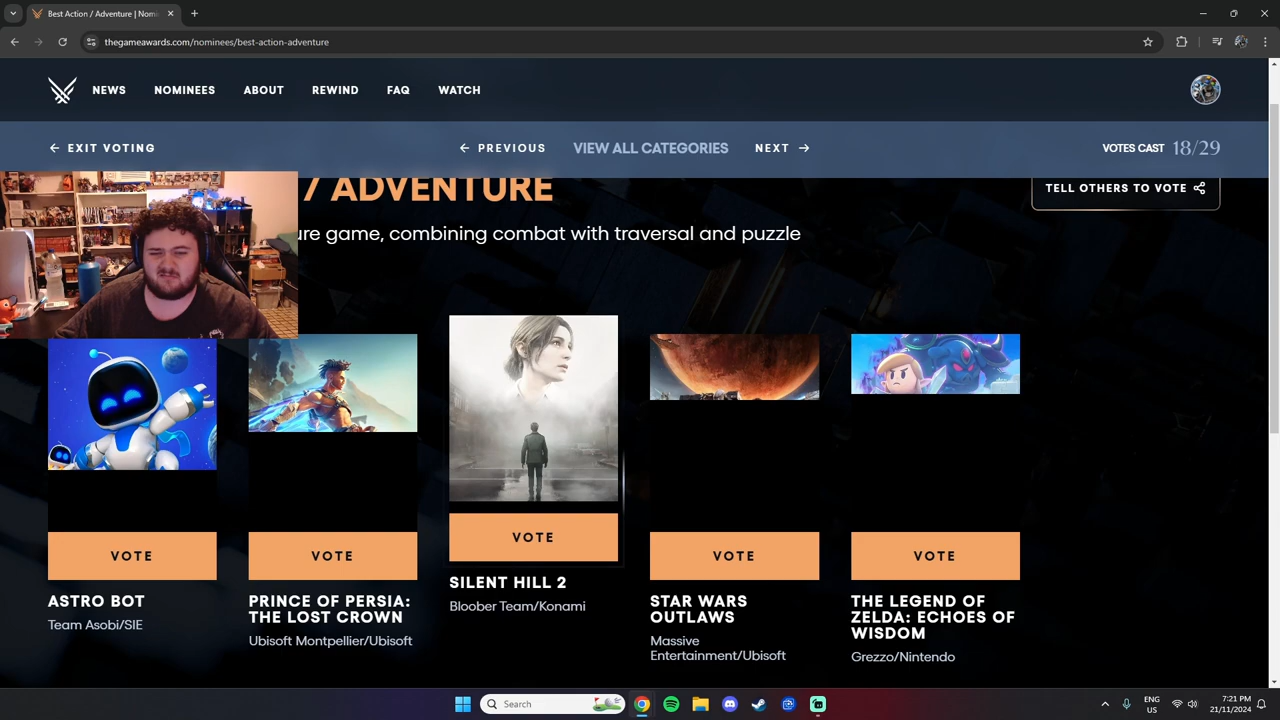 Best Action / Adventure | Nomi
thegameawards.com/nominees/best-action-adventure
NEWS
NOMINEES
ABOUT
REWIND
FAQ
WATCH
EXIT VOTING
PREVIOUS
VIEW ALL CATEGORIES
NEXT
VOTES CAST 18/29
/ ADVENTURE
TELL OTHERS TO VOTE
ure game, combining combat with traversal and puzzle
VOTE
ASTRO BOT
Team Asobi/SIE
VOTE
PRINCE OF PERSIA:
THE LOST CROWN
Ubisoft Montpellier/Ubisoft
VOTE
SILENT HILL 2
Bloober Team/Konami
VOTE
STAR WARS
OUTLAWS
Massive
Entertainment/Ubisoft
VOTE
THE LEGEND OF
ZELDA: ECHOES OF
WISDOM
Grezzo/Nintendo
Search
ENG
US
7:21 PM
21/11/2024